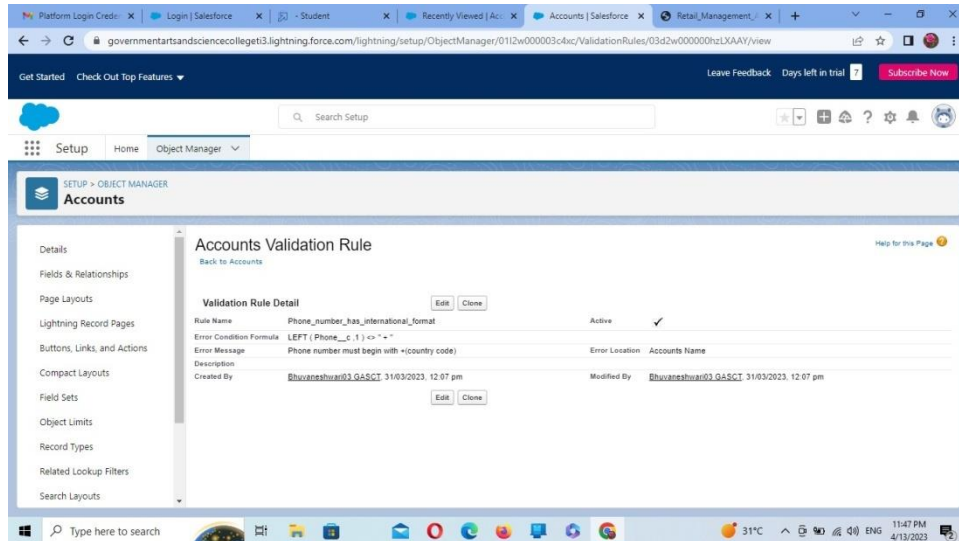 Platform Login Creder
Login | Salesforce
- Student
Recently Viewed | Acc
Accounts | Salesforce
Retail_Management_
governmentartsandsciencecollegeti3.lightning.force.com/lightning/setup/ObjectManager/01I2w000003c4xc/ValidationRules/03d2w000000hzLXAAY/view
Get Started Check Out Top Features
Leave Feedback Days left in trial 7 Subscribe Now
Search Setup
Setup Home Object Manager
SETUP > OBJECT MANAGER
Accounts
Details
Fields & Relationships
Page Layouts
Lightning Record Pages
Buttons, Links, and Actions
Compact Layouts
Field Sets
Object Limits
Record Types
Related Lookup Filters
Search Layouts
Accounts Validation Rule
Back to Accounts
Help for this Page
Validation Rule Detail Edit Clone
Rule Name Phone_number_has_international_format Active ✓
Error Condition Formula LEFT ( Phone__c ,1 ) <> " + "
Error Message Phone number must begin with +(country code) Error Location Accounts Name
Description
Created By Bhuvaneshwari03 GASCT, 31/03/2023, 12:07 pm Modified By Bhuvaneshwari03 GASCT, 31/03/2023, 12:07 pm
Edit Clone
Type here to search
31°C
ENG
11:47 PM
4/13/2023
2